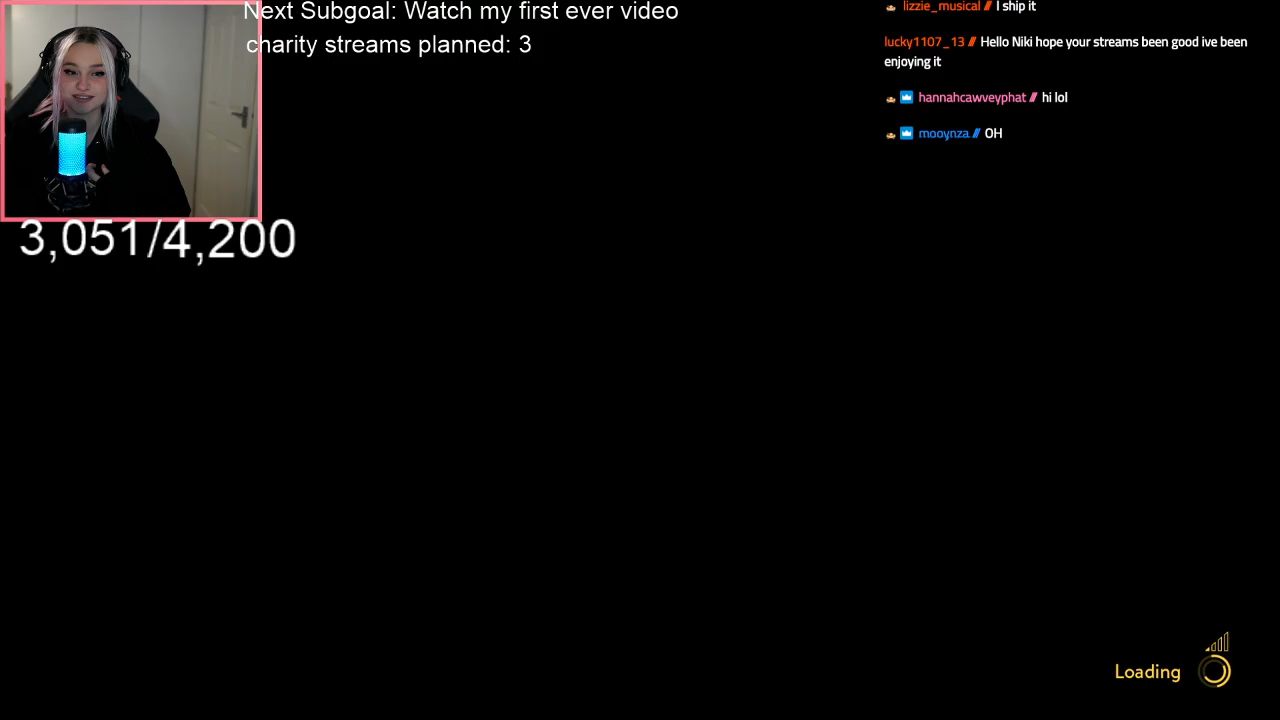 Next Subgoal: Watch my first ever video
charity streams planned: 3
3,051/4,200
lizzie_musical // I ship it
lucky1107_13 // Hello Niki hope your streams been good ive been
enjoying it
hannahcawveyphat // hi lol
mooynza // OH
Loading